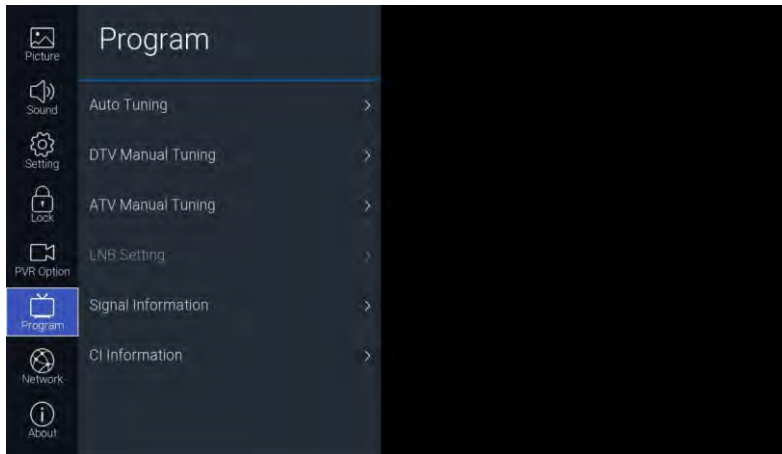 Picture
Sound
Setting
Lock
PVR Option
Program
Network
About
Program
Auto Tuning
DTV Manual Tuning
ATV Manual Tuning
LNB Setting
Signal Information
CI Information